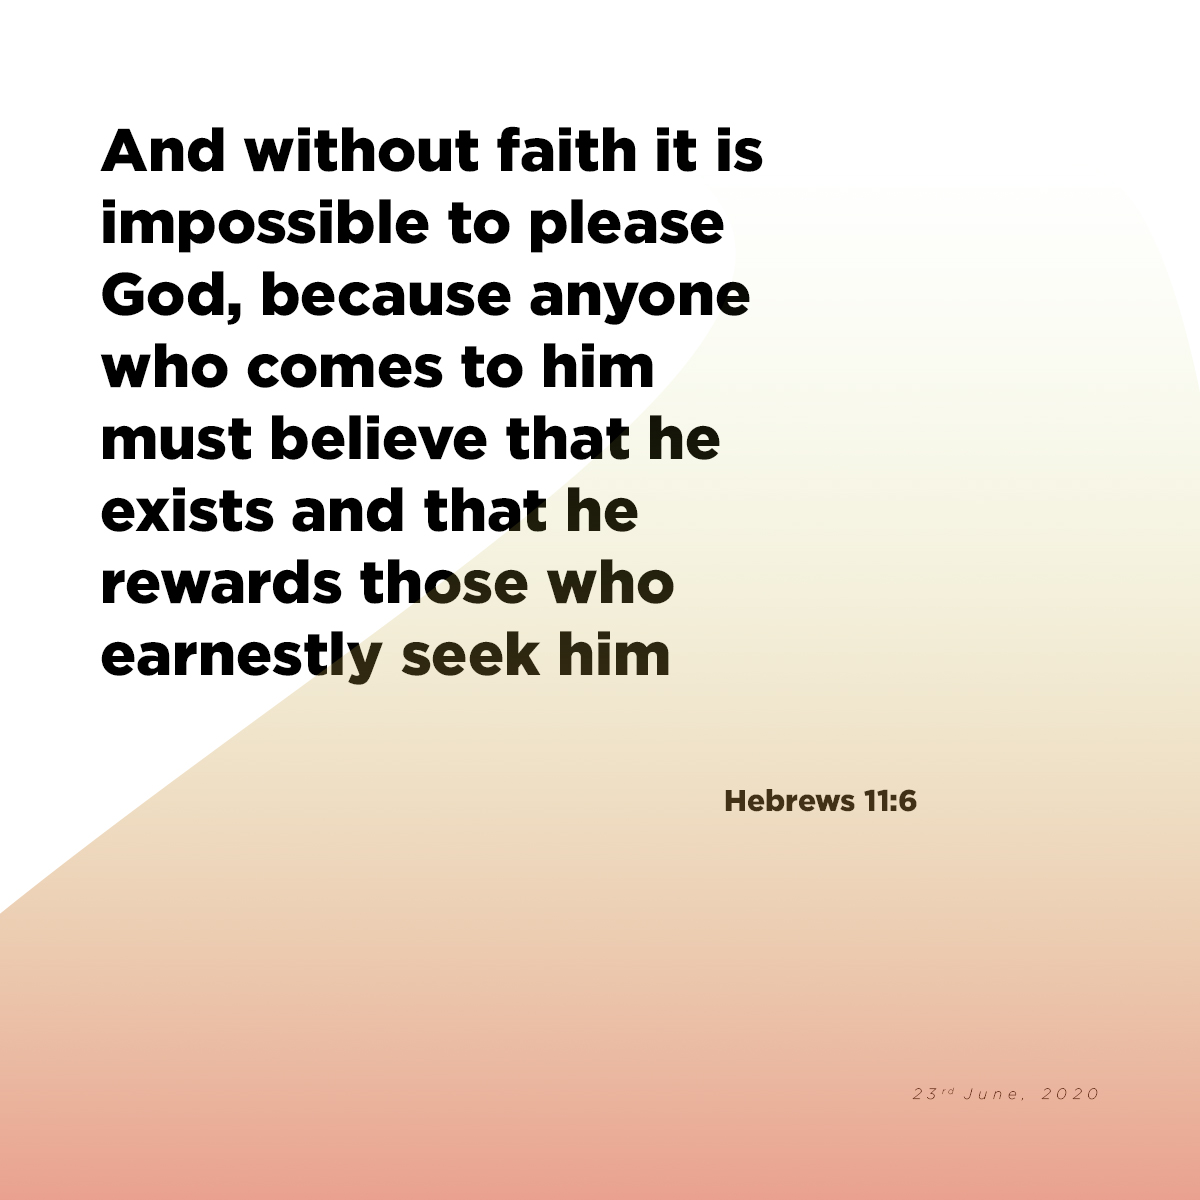 And without faith it is
impossible to please
God, because anyone
who comes to him
must believe that he
exists and that he
rewards those who
earnestly seek him
Hebrews 11:6
23rd June, 2020